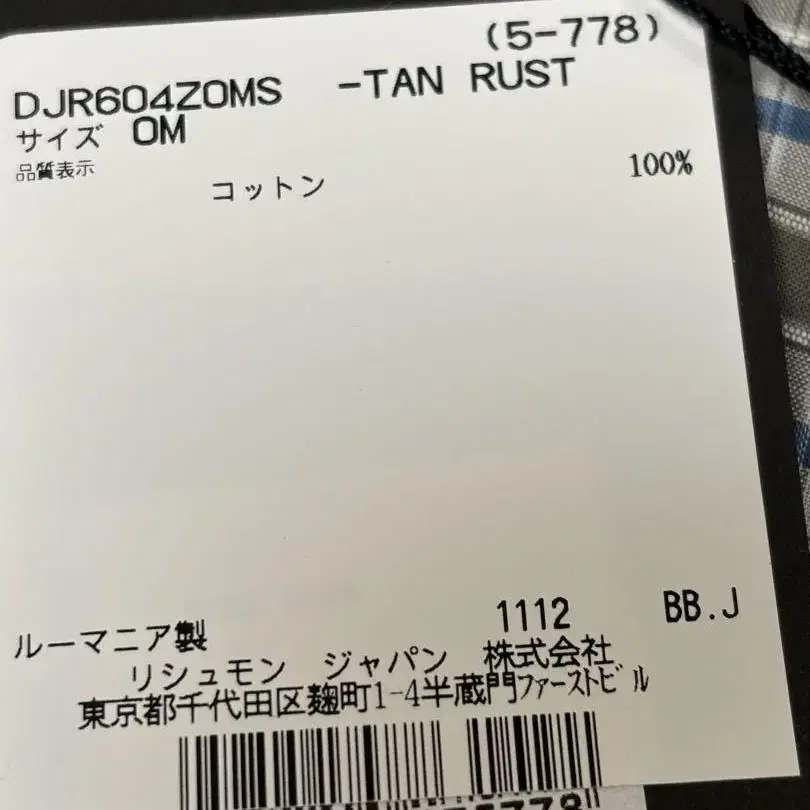 (5-778)
DJR604Z0MS -TAN RUST
サイズ 0M
品質表示
コットン 100%
ルーマニア製 1112 BB.J
リシュモン ジャパン 株式会社
東京都千代田区麹町1-4半蔵門ファーストビル